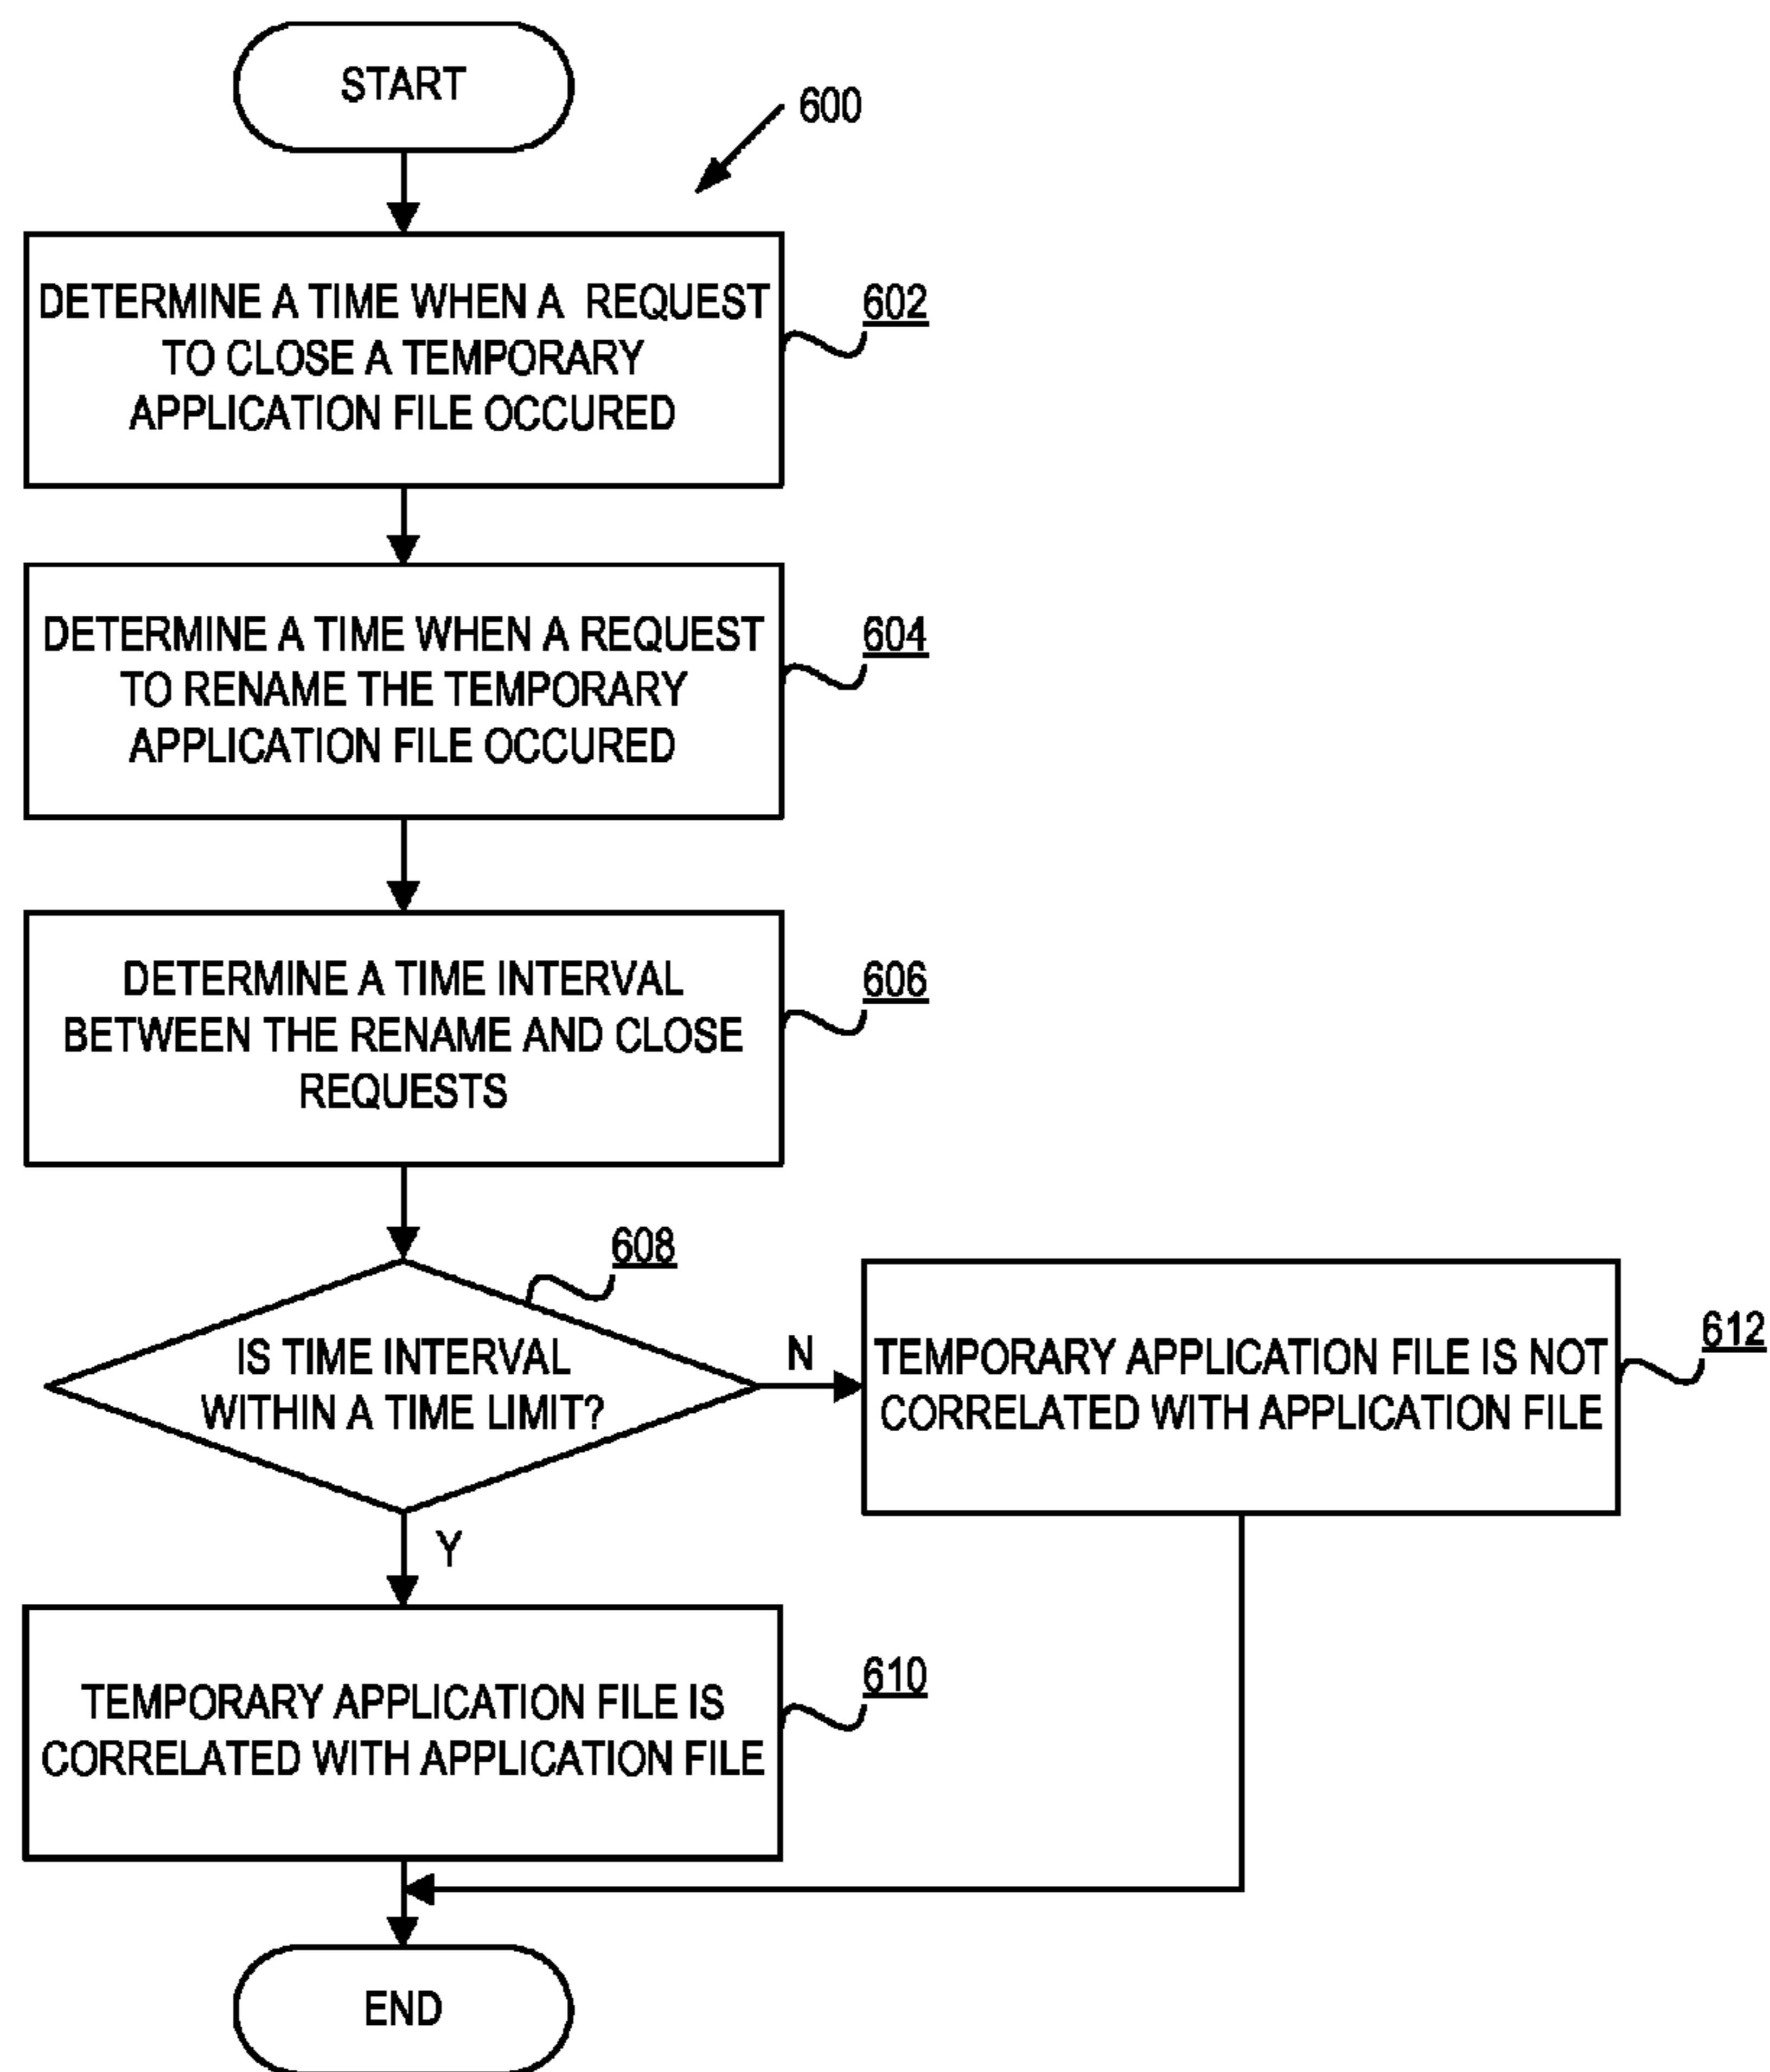 START
600
DETERMINE A TIME WHEN A REQUEST
TO CLOSE A TEMPORARY
APPLICATION FILE OCCURED
602
DETERMINE A TIME WHEN A REQUEST
TO RENAME THE TEMPORARY
APPLICATION FILE OCCURED
604
DETERMINE A TIME INTERVAL
BETWEEN THE RENAME AND CLOSE
REQUESTS
606
608
IS TIME INTERVAL
WITHIN A TIME LIMIT?
N
TEMPORARY APPLICATION FILE IS NOT
CORRELATED WITH APPLICATION FILE
612
Y
TEMPORARY APPLICATION FILE IS
CORRELATED WITH APPLICATION FILE
610
END